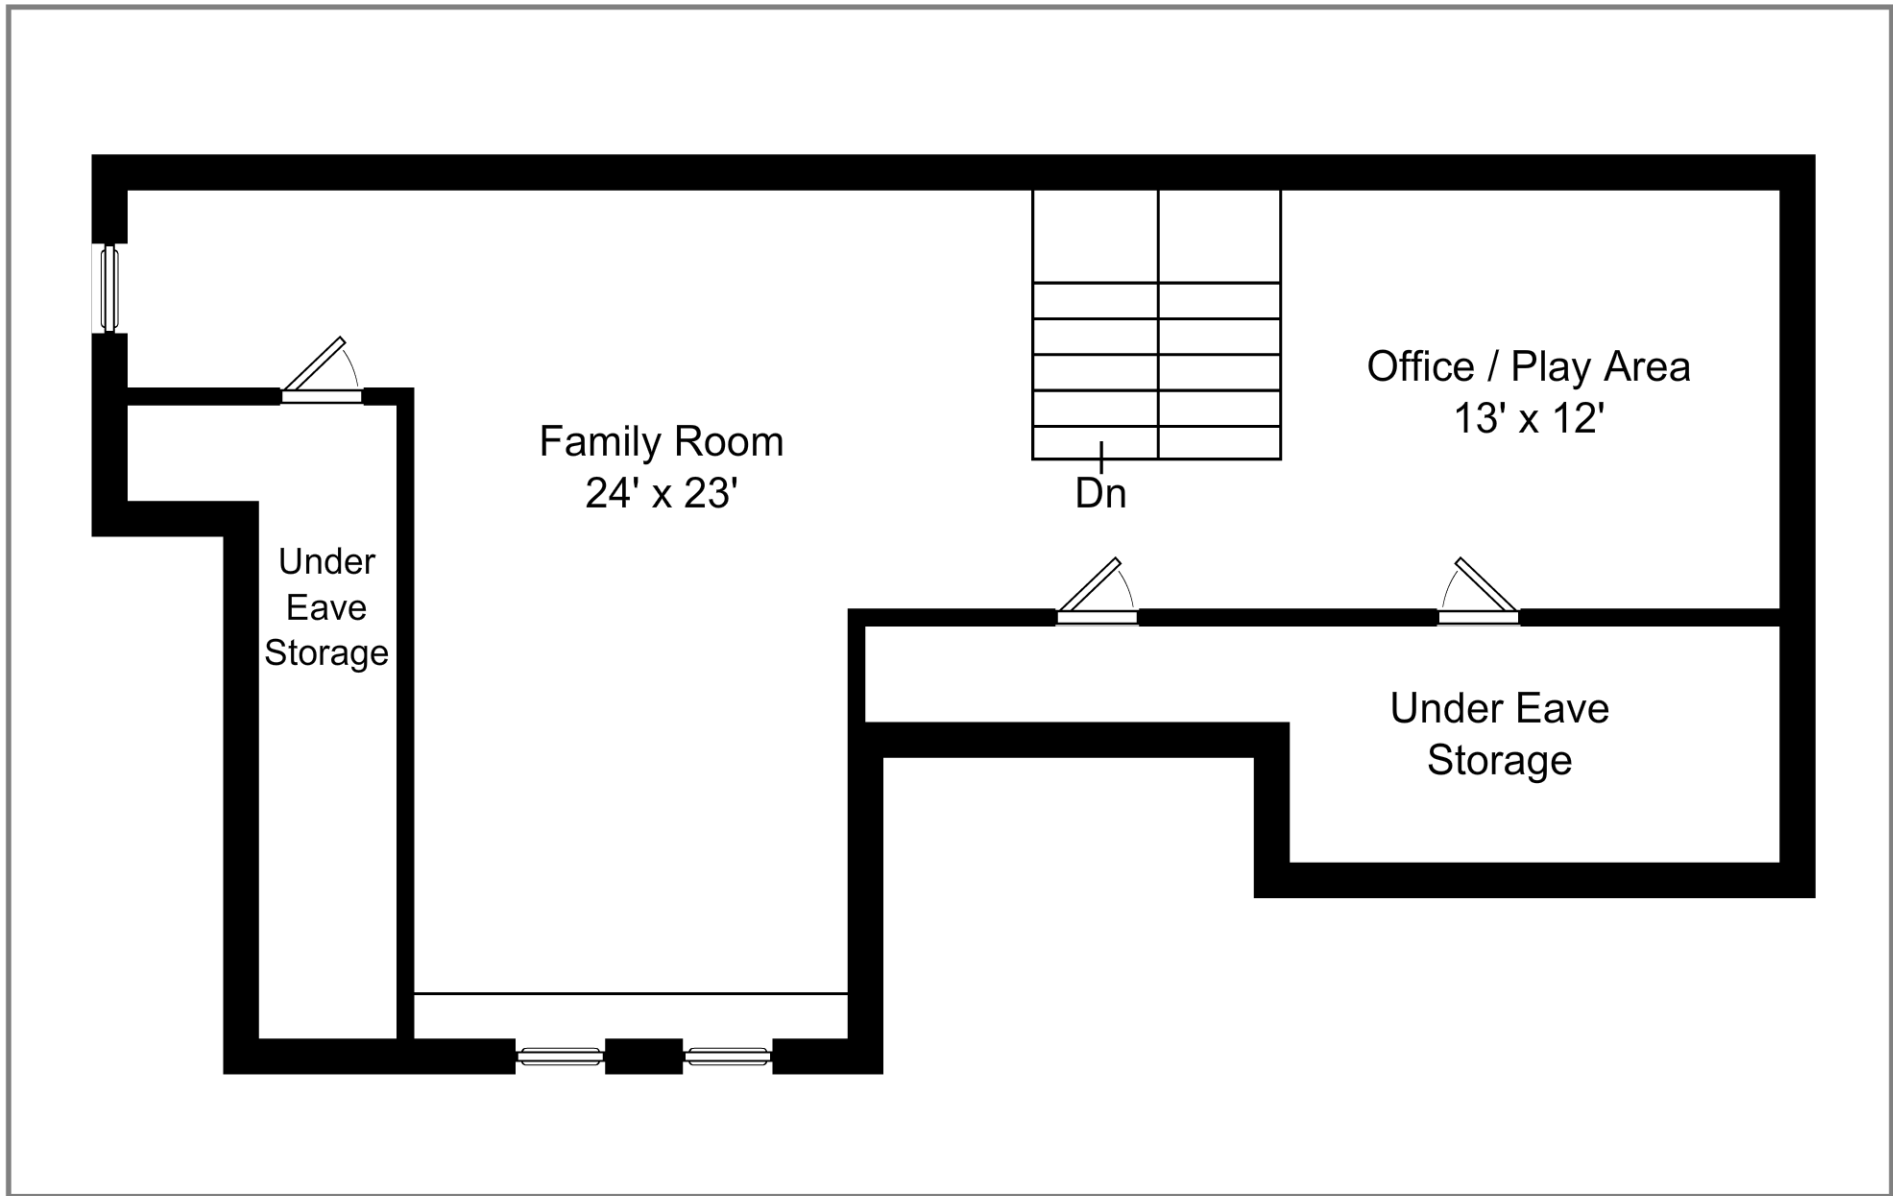 Office / Play Area
13' x 12'
Family Room
24' x 23'
Dn
Under
Eave
Storage
Under Eave
Storage